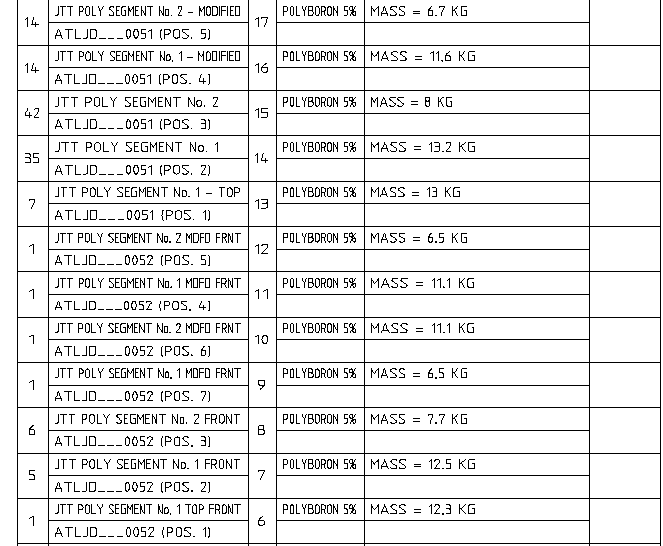 14 JTT POLY SEGMENT No. 2 - MODIFIED 17 POLYBORON 5% MASS = 6.7 KG
ATLJD___0051 (POS. 5)
14 JTT POLY SEGMENT No. 1 - MODIFIED 16 POLYBORON 5% MASS = 11.6 KG
ATLJD___0051 (POS. 4)
42 JTT POLY SEGMENT No. 2 15 POLYBORON 5% MASS = 8 KG
ATLJD___0051 (POS. 3)
35 JTT POLY SEGMENT No. 1 14 POLYBORON 5% MASS = 13.2 KG
ATLJD___0051 (POS. 2)
7 JTT POLY SEGMENT No. 1 - TOP 13 POLYBORON 5% MASS = 13 KG
ATLJD___0051 (POS. 1)
1 JTT POLY SEGMENT No. 2 MDFD FRNT 12 POLYBORON 5% MASS = 6.5 KG
ATLJD___0052 (POS. 5)
1 JTT POLY SEGMENT No. 1 MDFD FRNT 11 POLYBORON 5% MASS = 11.1 KG
ATLJD___0052 (POS. 4)
1 JTT POLY SEGMENT No. 2 MDFD FRNT 10 POLYBORON 5% MASS = 11.1 KG
ATLJD___0052 (POS. 6)
1 JTT POLY SEGMENT No. 1 MDFD FRNT 9 POLYBORON 5% MASS = 6.5 KG
ATLJD___0052 (POS. 7)
6 JTT POLY SEGMENT No. 2 FRONT 8 POLYBORON 5% MASS = 7.7 KG
ATLJD___0052 (POS. 3)
5 JTT POLY SEGMENT No. 1 FRONT 7 POLYBORON 5% MASS = 12.5 KG
ATLJD___0052 (POS. 2)
1 JTT POLY SEGMENT No. 1 TOP FRONT 6 POLYBORON 5% MASS = 12.3 KG
ATLJD___0052 (POS. 1)